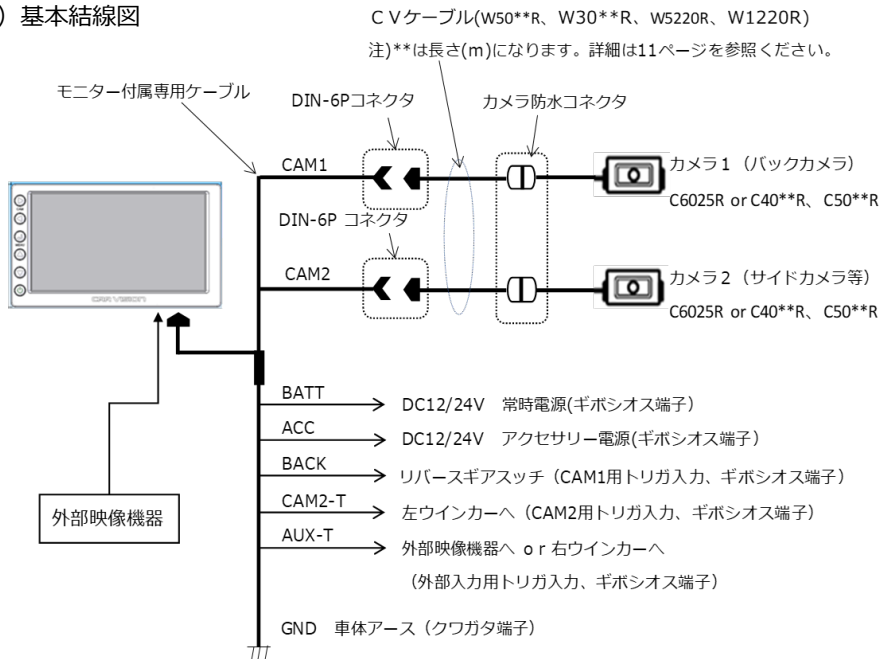 ) 基本結線図
ＣＶケーブル(W50**R、W30**R、W5220R、W1220R)
注)**は長さ(m)になります。詳細は11ページを参照ください。
モニター付属専用ケーブル
DIN-6Pコネクタ
カメラ防水コネクタ
CAM1
カメラ１（バックカメラ）
C6025R or C40**R、C50**R
DIN-6P コネクタ
CAM2
カメラ２（サイドカメラ等）
C6025R or C40**R、C50**R
CAR VISION
BATT
DC12/24V　常時電源(ギボシオス端子）
ACC
DC12/24V　アクセサリー電源(ギボシオス端子）
BACK
リバースギアスッチ（CAM1用トリガ入力、ギボシオス端子）
CAM2-T
左ウインカーへ（CAM2用トリガ入力、ギボシオス端子）
AUX-T
外部映像機器へ ｏｒ右ウインカーへ
（外部入力用トリガ入力、ギボシオス端子）
外部映像機器
GND　車体アース（クワガタ端子）